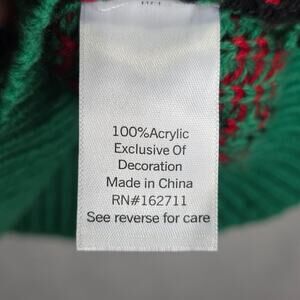 100%Acrylic
Exclusive Of
Decoration
Made in China
RN#162711
See reverse for care